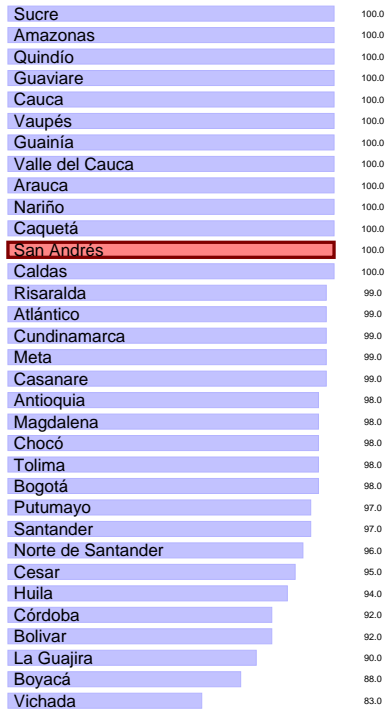 Sucre 100.0
Amazonas 100.0
Quindío 100.0
Guaviare 100.0
Cauca 100.0
Vaupés 100.0
Guainía 100.0
Valle del Cauca 100.0
Arauca 100.0
Nariño 100.0
Caquetá 100.0
San Andrés 100.0
Caldas 100.0
Risaralda 99.0
Atlántico 99.0
Cundinamarca 99.0
Meta 99.0
Casanare 99.0
Antioquia 98.0
Magdalena 98.0
Chocó 98.0
Tolima 98.0
Bogotá 98.0
Putumayo 97.0
Santander 97.0
Norte de Santander 96.0
Cesar 95.0
Huila 94.0
Córdoba 92.0
Bolivar 92.0
La Guajira 90.0
Boyacá 88.0
Vichada 83.0